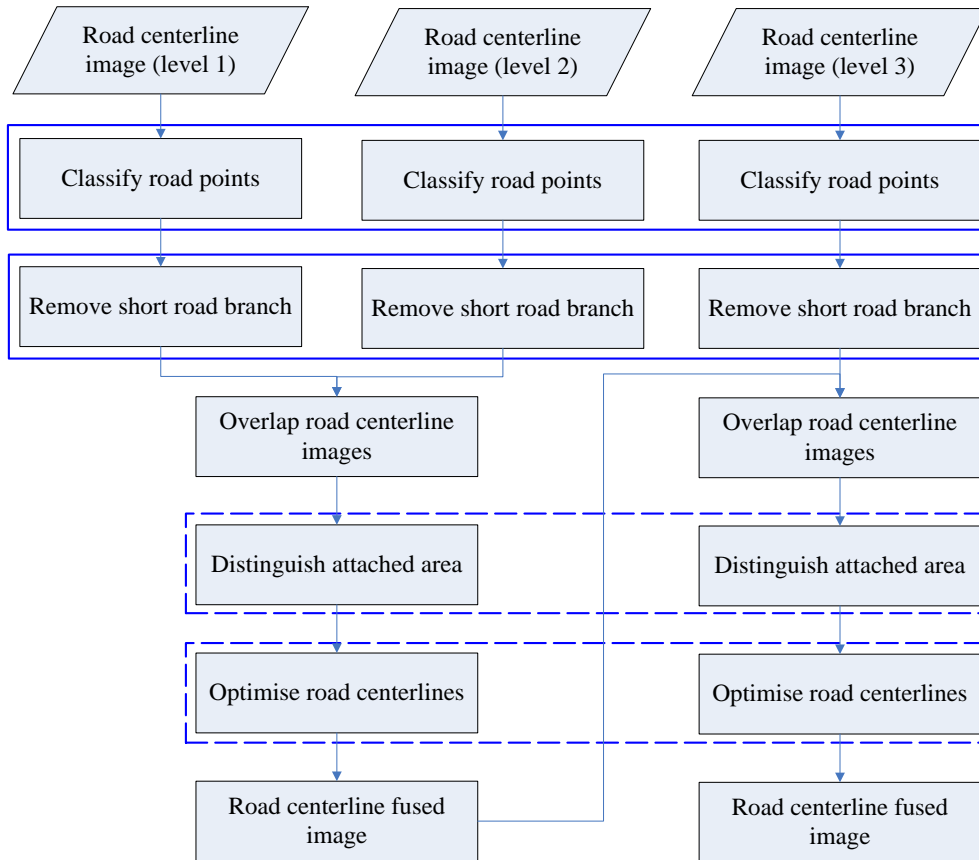 Road centerline
image (level 1)
Road centerline
image (level 2)
Road centerline
image (level 3)
Classify road points
Classify road points
Classify road points
Remove short road branch
Remove short road branch
Remove short road branch
Overlap road centerline
images
Overlap road centerline
images
Distinguish attached area
Distinguish attached area
Optimise road centerlines
Optimise road centerlines
Road centerline fused
image
Road centerline fused
image